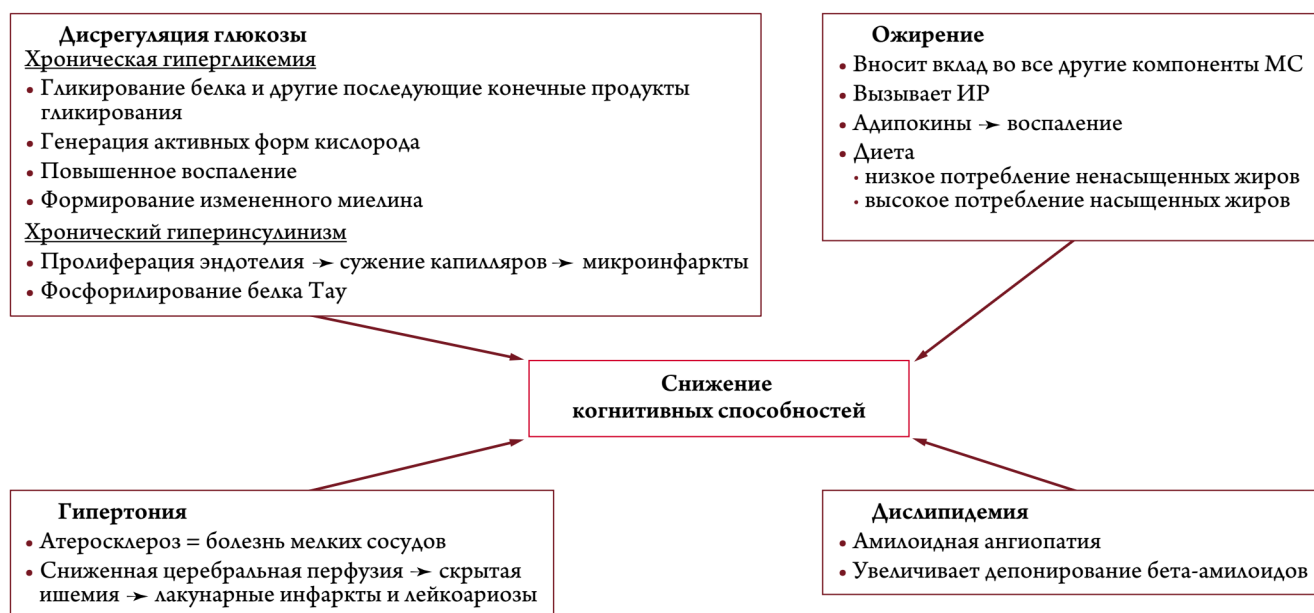 Дисрегуляция глюкозы
Хроническая гипергликемия
• Гликирование белка и другие последующие конечные продукты
гликирования
• Генерация активных форм кислорода
• Повышенное воспаление
• Формирование измененного миелина
Хронический гиперинсулинизм
• Пролиферация эндотелия → сужение капилляров → микроинфаркты
• Фосфорилирование белка Тау
Ожирение
• Вносит вклад во все другие компоненты МС
• Вызывает ИР
• Адипокины → воспаление
• Диета
• низкое потребление ненасыщенных жиров
• высокое потребление насыщенных жиров
Снижение
когнитивных способностей
Гипертония
• Атеросклероз = болезнь мелких сосудов
• Сниженная церебральная перфузия → скрытая
ишемия → лакунарные инфаркты и лейкоариозы
Дислипидемия
• Амилоидная ангиопатия
• Увеличивает депонирование бета-амилоидов